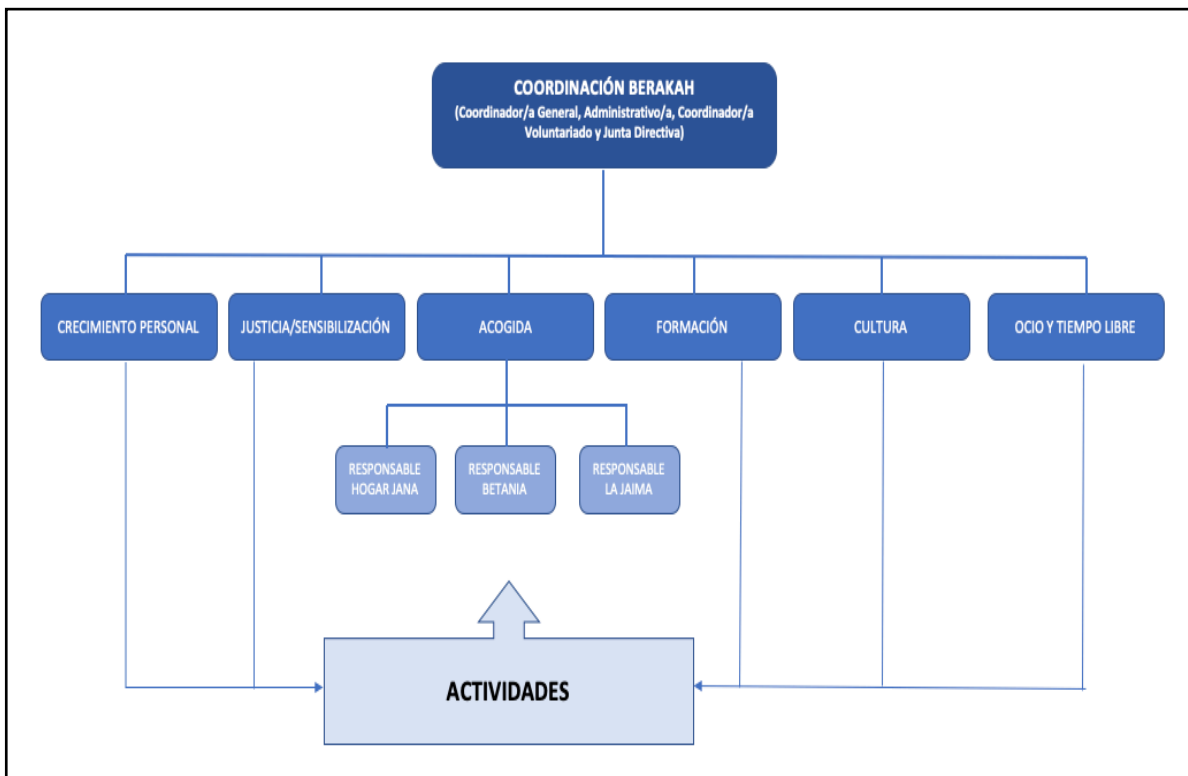 COORDINACIÓN BERAKAH
(Coordinador/a General, Administrativo/a, Coordinador/a
Voluntariado y Junta Directiva)
CRECIMIENTO PERSONAL
JUSTICIA/SENSIBILIZACIÓN
ACOGIDA
FORMACIÓN
CULTURA
OCIO Y TIEMPO LIBRE
RESPONSABLE
HOGAR JANA
RESPONSABLE
BETANIA
RESPONSABLE
LA JAIMA
ACTIVIDADES